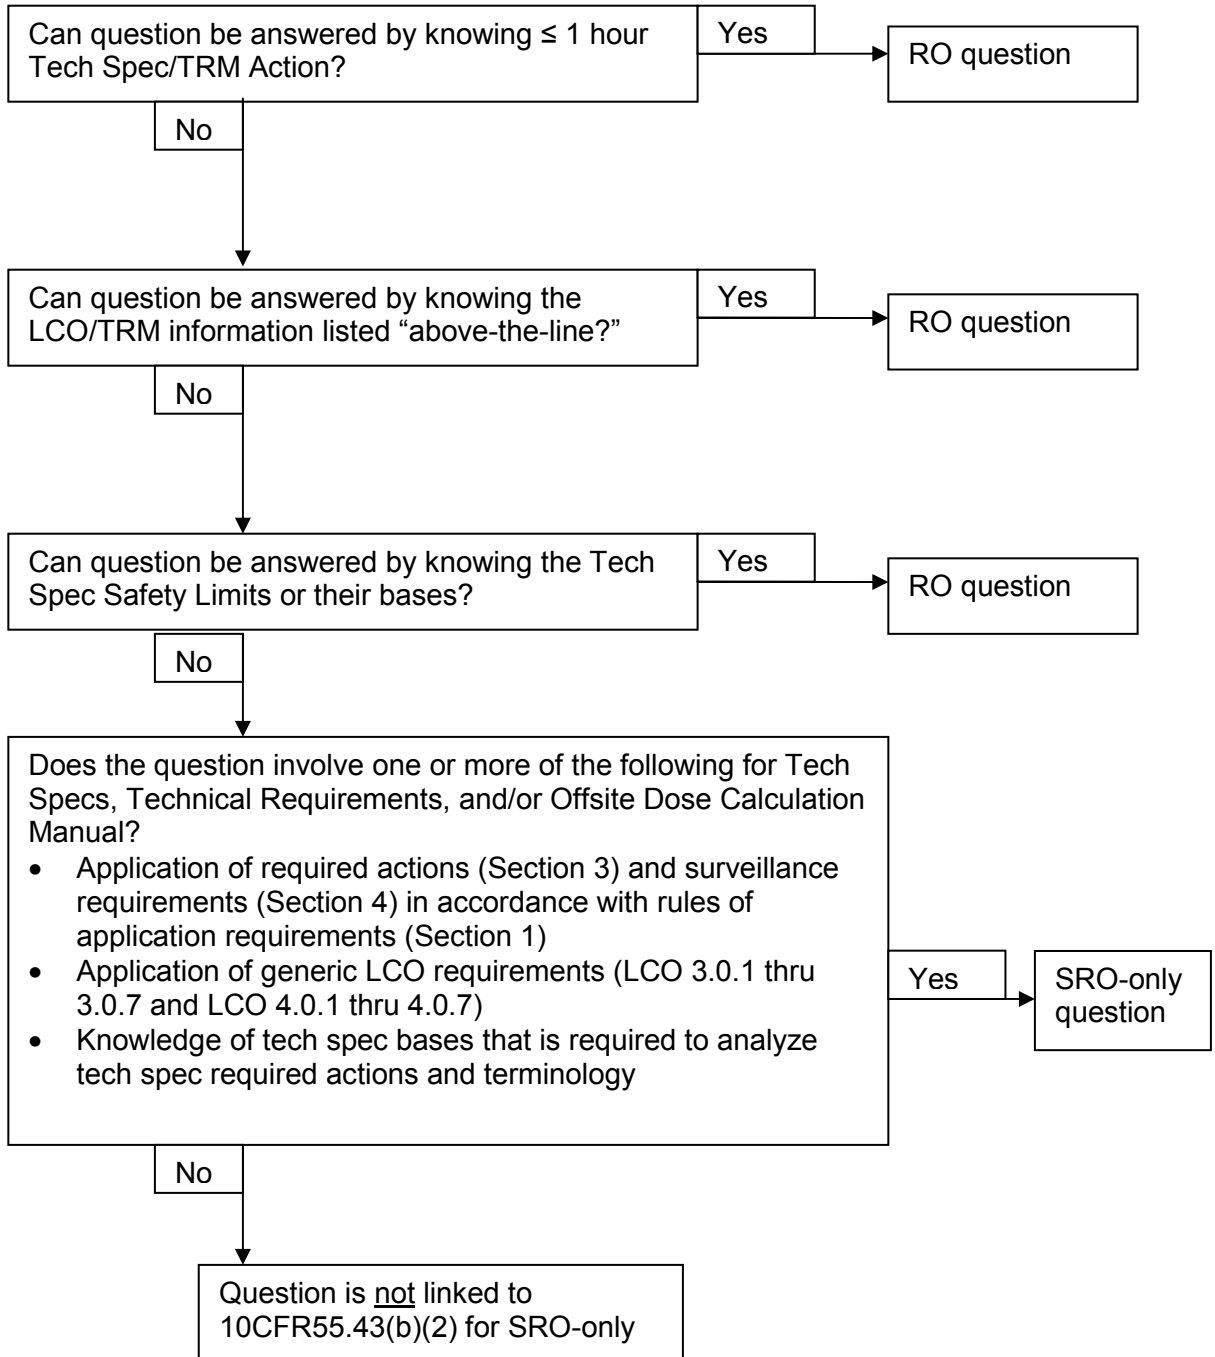 Can question be answered by knowing ≤ 1 hour
Tech Spec/TRM Action?
Yes
RO question
No
Can question be answered by knowing the
LCO/TRM information listed “above-the-line?”
Yes
RO question
No
Can question be answered by knowing the Tech
Spec Safety Limits or their bases?
Yes
RO question
No
Does the question involve one or more of the following for Tech
Specs, Technical Requirements, and/or Offsite Dose Calculation
Manual?
• Application of required actions (Section 3) and surveillance
requirements (Section 4) in accordance with rules of
application requirements (Section 1)
• Application of generic LCO requirements (LCO 3.0.1 thru
3.0.7 and LCO 4.0.1 thru 4.0.7)
• Knowledge of tech spec bases that is required to analyze
tech spec required actions and terminology
Yes
SRO-only
question
No
Question is not linked to
10CFR55.43(b)(2) for SRO-only